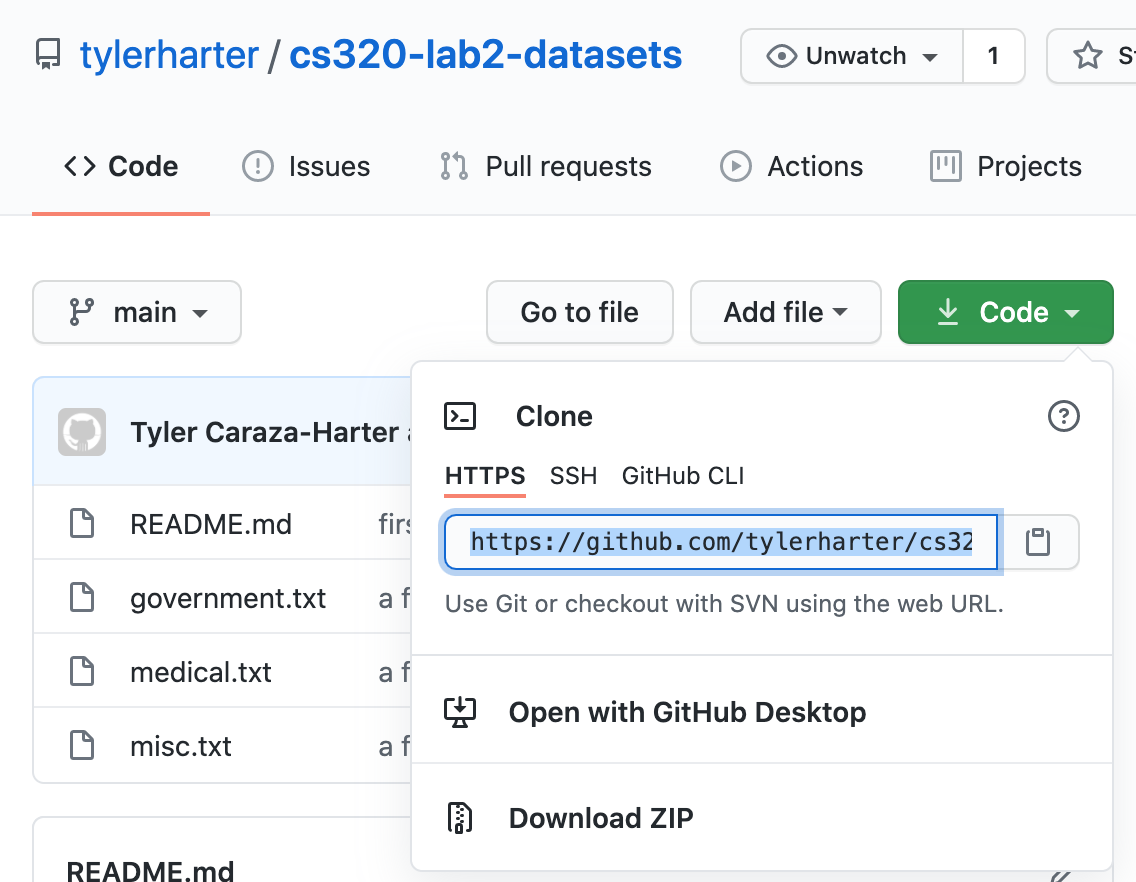 tylerharter / cs320-lab2-datasets
Unwatch 1
Code Issues Pull requests Actions Projects
main Go to file Add file Code
Tyler Caraza-Harter
Clone
HTTPS SSH GitHub CLI
README.md
https://github.com/tylerharter/cs32
government.txt a f
Use Git or checkout with SVN using the web URL.
medical.txt a f
Open with GitHub Desktop
misc.txt a f
Download ZIP
README.md